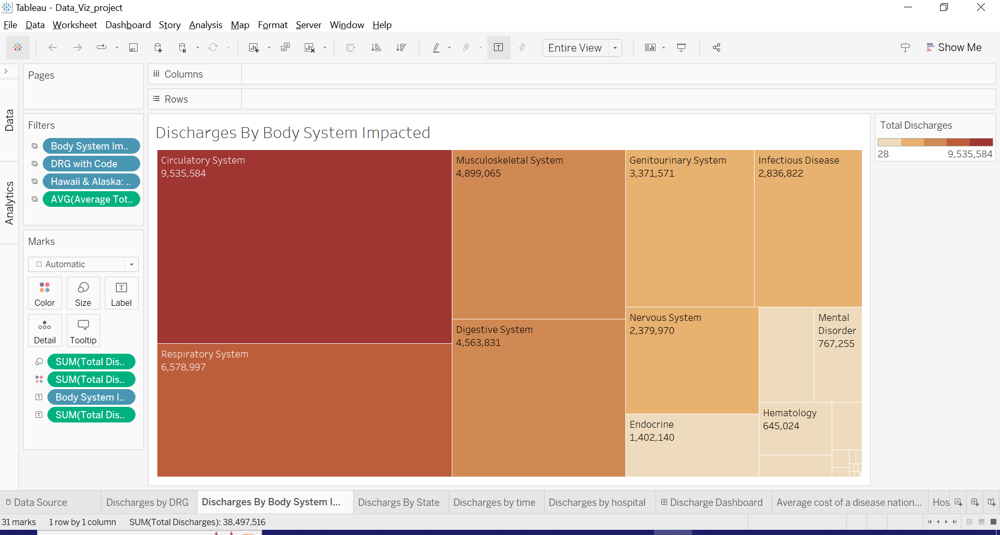 Tableau - Data_Viz_project
File Data Worksheet Dashboard Story Analysis Map Format Server Window Help
Entire View
Show Me
Pages
Columns
Rows
Data
Analytics
Filters
Body System Im..
DRG with Code
Hawaii & Alaska: ..
AVG(Average Tot..
Marks
Automatic
Color Size Label
Detail Tooltip
SUM(Total Dis..
SUM(Total Dis..
Body System I..
SUM(Total Dis..
Discharges By Body System Impacted
Circulatory System
9,535,584
Respiratory System
6,578,997
Musculoskeletal System
4,899,065
Digestive System
4,563,831
Genitourinary System
3,371,571
Infectious Disease
2,836,822
Nervous System
2,379,970
Mental
Disorder
767,255
Endocrine
1,402,140
Hematology
645,024
Total Discharges
28 9,535,584
Data Source Discharges by DRG Discharges By Body System I... Dischargs By State Discharges by time Discharges by hospital Discharge Dashboard Average cost of a disease nation... Hos
31 marks 1 row by 1 column SUM(Total Discharges): 38,497,516